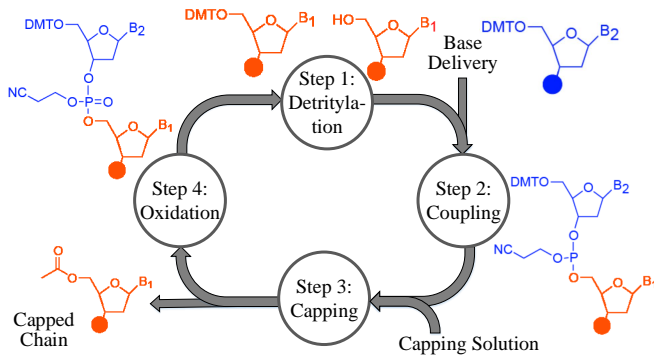 DMTO
O
B1
HO
O
B1
DMTO
O
B2
DMTO
O
B2
O
NC
O
P
O
O
O
B1
Step 1:
Detrityla-
tion
Base
Delivery
Step 4:
Oxidation
Step 2:
Coupling
DMTO
O
B2
O
NC
O
P
O
O
B1
O
O
O
B1
Step 3:
Capping
Capped
Chain
Capping Solution